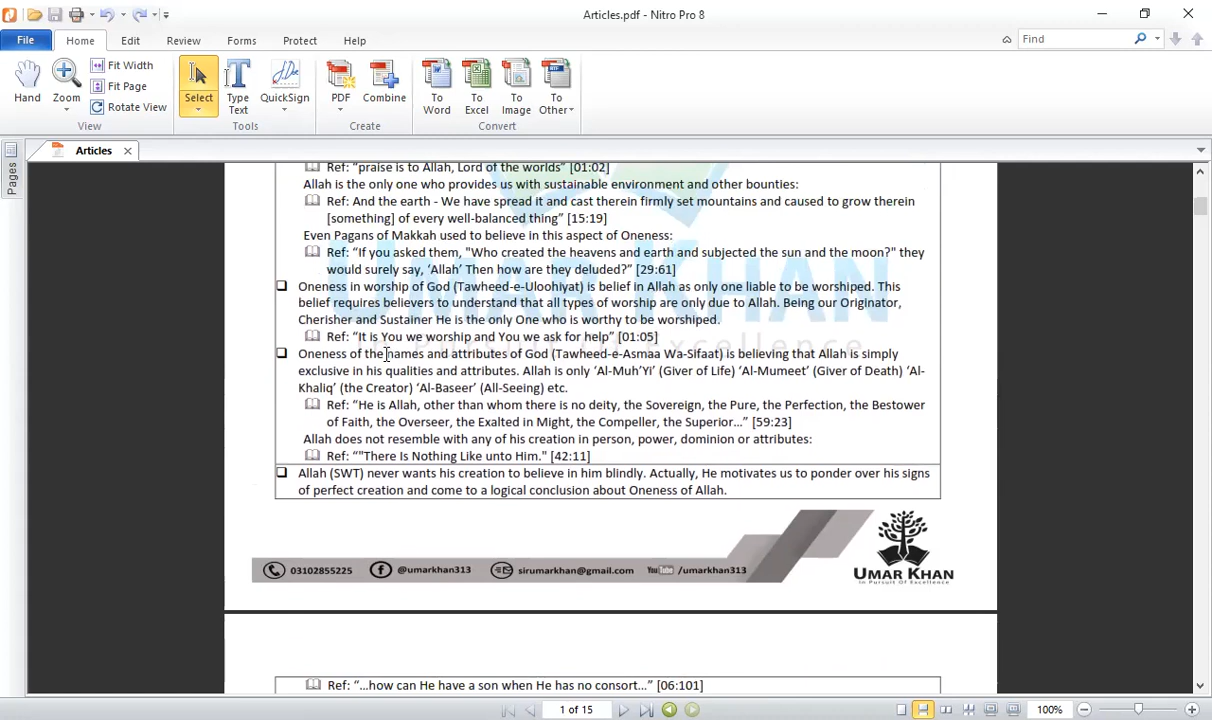 Articles.pdf - Nitro Pro 8
File Home Edit Review Forms Protect Help Find
Hand Zoom Fit Width Fit Page Rotate View Select Type Text QuickSign PDF Combine To Word To Excel To Image To Other
View Tools Create Convert
Articles
Pages
Ref: “praise is to Allah, Lord of the worlds” [01:02]
Allah is the only one who provides us with sustainable environment and other bounties:
Ref: And the earth - We have spread it and cast therein firmly set mountains and caused to grow therein
[something] of every well-balanced thing” [15:19]
Even Pagans of Makkah used to believe in this aspect of Oneness:
Ref: “If you asked them, "Who created the heavens and earth and subjected the sun and the moon?" they
would surely say, ‘Allah’ Then how are they deluded?” [29:61]
Oneness in worship of God (Tawheed-e-Uloohiyat) is belief in Allah as only one liable to be worshiped. This
belief requires believers to understand that all types of worship are only due to Allah. Being our Originator,
Cherisher and Sustainer He is the only One who is worthy to be worshiped.
Ref: “It is You we worship and You we ask for help” [01:05]
Oneness of the names and attributes of God (Tawheed-e-Asmaa Wa-Sifaat) is believing that Allah is simply
exclusive in his qualities and attributes. Allah is only ‘Al-Muh’Yi’ (Giver of Life) ‘Al-Mumeet’ (Giver of Death) ‘Al-
Khaliq’ (the Creator) ‘Al-Baseer’ (All-Seeing) etc.
Ref: “He is Allah, other than whom there is no deity, the Sovereign, the Pure, the Perfection, the Bestower
of Faith, the Overseer, the Exalted in Might, the Compeller, the Superior…” [59:23]
Allah does not resemble with any of his creation in person, power, dominion or attributes:
Ref: “"There Is Nothing Like unto Him." [42:11]
Allah (SWT) never wants his creation to believe in him blindly. Actually, He motivates us to ponder over his signs
of perfect creation and come to a logical conclusion about Oneness of Allah.
UMAR KHAN
In Pursuit Of Excellence
03102855225 @umarkhan313 sirumarkhan@gmail.com YouTube /umarkhan313
UMAR KHAN
In Pursuit Of Excellence
Ref: “…how can He have a son when He has no consort…” [06:101]
1 of 15 100%